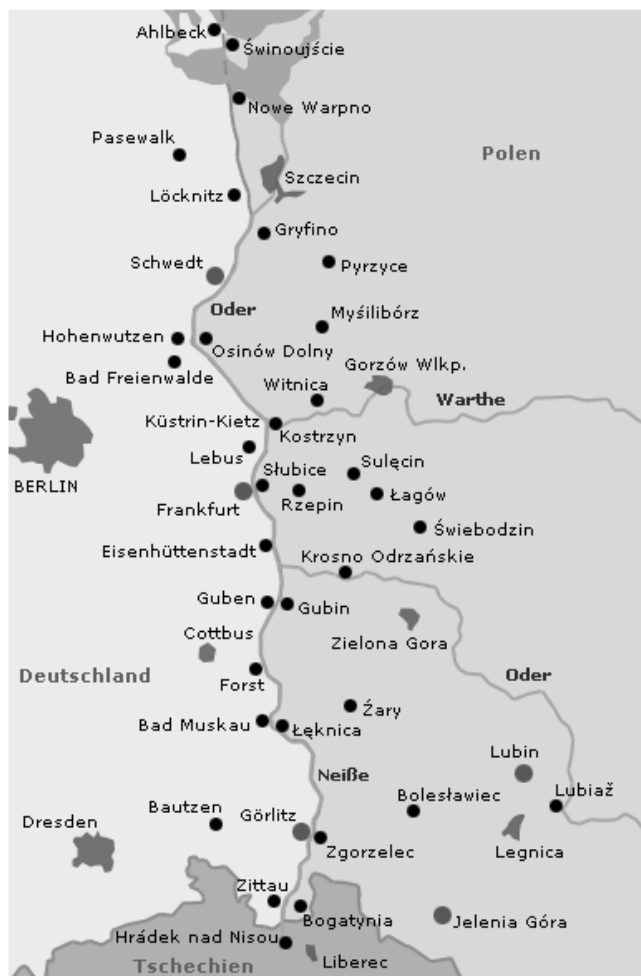 Ahlbeck
Świnoujście
Nowe Warpno
Pasewalk
Polen
Szczecin
Löcknitz
Gryfino
Schwedt
Pyrzyce
Oder
Myśilibórz
Hohenwutzen
Osinów Dolny
Gorzów Wlkp.
Bad Freienwalde
Witnica
Warthe
Küstrin-Kietz
Kostrzyn
Lebus
Słubice
Sulęcin
BERLIN
Frankfurt
Rzepin
Łagów
Świebodzin
Eisenhüttenstadt
Krosno Odrzańskie
Guben
Gubin
Cottbus
Zielona Gora
Deutschland
Oder
Forst
Żary
Bad Muskau
Łęknica
Lubin
Neiße
Bautzen
Görlitz
Bolesławiec
Lubiaž
Dresden
Zgorzelec
Legnica
Zittau
Bogatynia
Jelenia Góra
Hrádek nad Nisou
Liberec
Tschechien